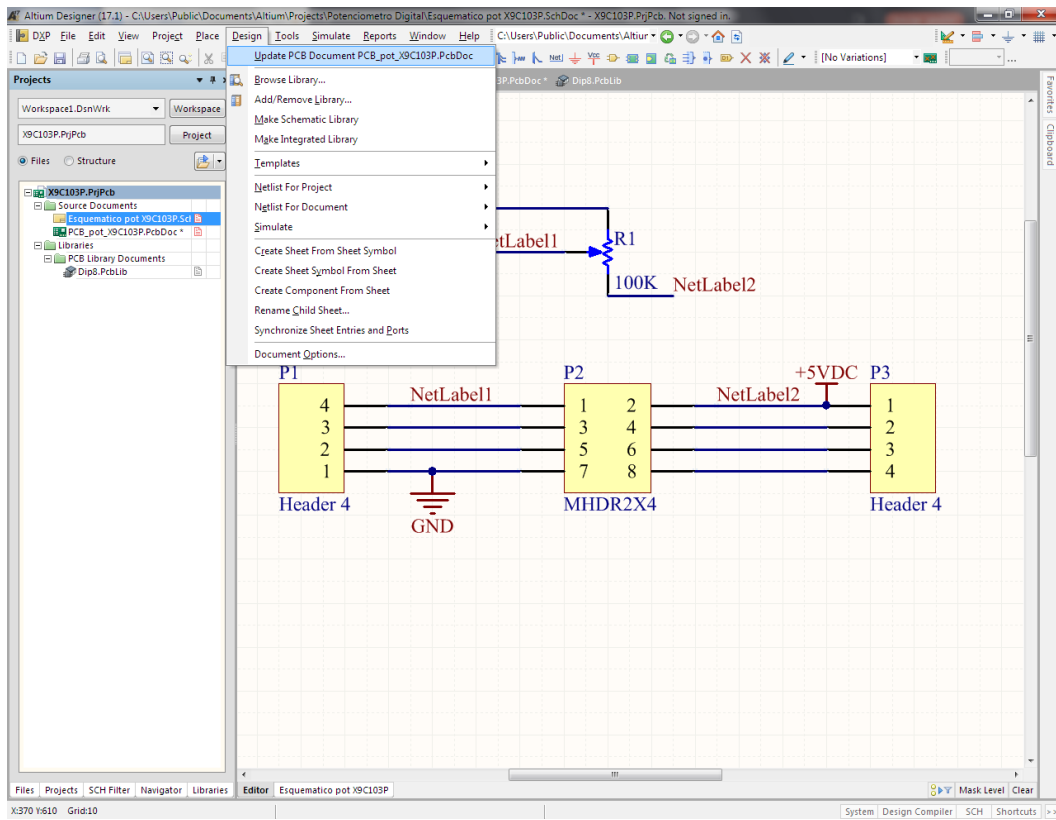 Altium Designer (17.1) - C:\Users\Public\Documents\Altium\Projects\Potenciometro Digital\Esquematico pot X9C103P.SchDoc * - X9C103P.PrjPcb. Not signed in.
DXP File Edit View Project Place Design Tools Simulate Reports Window Help C:\Users\Public\Documents\Altiur
[No Variations] ...
Projects
3P.PcbDoc * Dip8.PcbLib
Favorites
Clipboard
Workspace1.DsnWrk Workspace
X9C103P.PrjPcb Project
Files Structure
X9C103P.PrjPcb
Source Documents
Esquematico pot X9C103P.Scl
PCB_pot_X9C103P.PcbDoc *
Libraries
PCB Library Documents
Dip8.PcbLib
Update PCB Document PCB_pot_X9C103P.PcbDoc
Browse Library...
Add/Remove Library...
Make Schematic Library
Make Integrated Library
Templates
Netlist For Project
Netlist For Document
Simulate
Create Sheet From Sheet Symbol
Create Sheet Symbol From Sheet
Create Component From Sheet
Rename Child Sheet...
Synchronize Sheet Entries and Ports
Document Options...
etLabel1 R1
100K NetLabel2
P1 P2 +5VDC P3
NetLabel1 NetLabel2
4 1 2 1
3 3 4 2
2 5 6 3
1 7 8 4
Header 4 MHDR2X4 Header 4
GND
Files Projects SCH Filter Navigator Libraries Editor Esquematico pot X9C103P Mask Level Clear
X:370 Y:610 Grid:10 System Design Compiler SCH Shortcuts >>